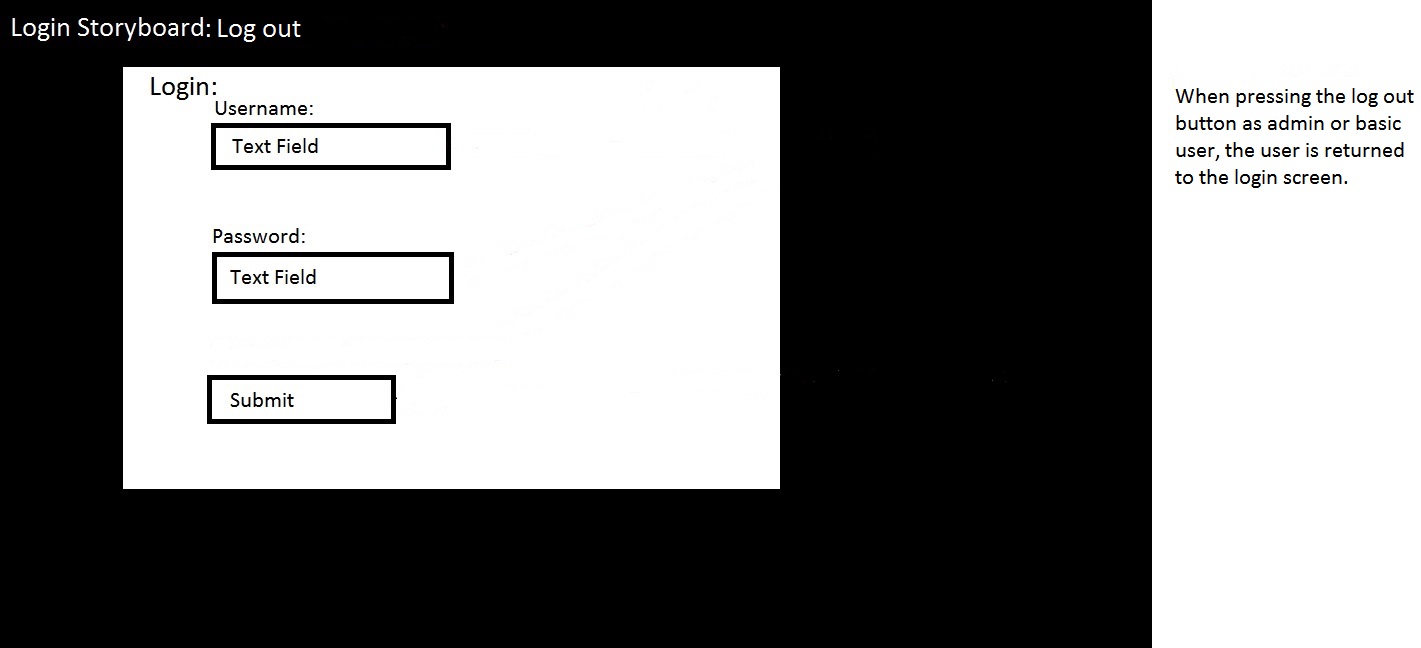 Login Storyboard: Log out
Login:
Username:
Text Field
Password:
Text Field
Submit
When pressing the log out
button as admin or basic
user, the user is returned
to the login screen.